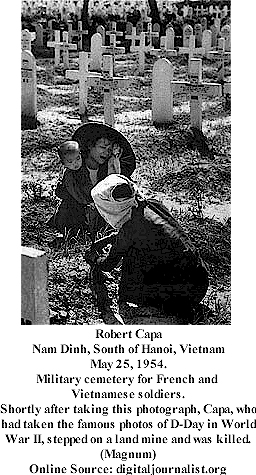 Robert Capa
Nam Dinh, South of Hanoi, Vietnam
May 25, 1954.
Military cemetery for French and
Vietnamese soldiers.
Shortly after taking this photograph, Capa, who
had taken the famous photos of D-Day in World
War II, stepped on a land mine and was killed.
(Magnum)
Online Source: digitaljournalist.org